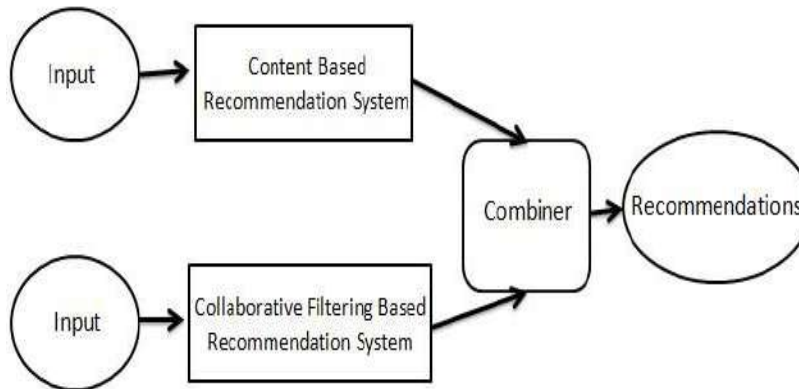 Input
Content Based
Recommendation System
Combiner
Recommendations
Input
Collaborative Filtering Based
Recommendation System